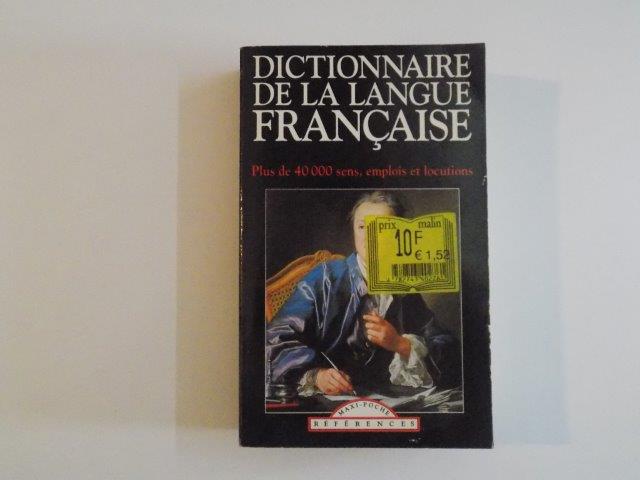 DICTIONNAIRE
DE LA LANGUE
FRANÇAISE
Plus de 40 000 sens, emplois et locutions
prix malin
10 F
€ 1,52
MAXI-POCHE
RÉFÉRENCES